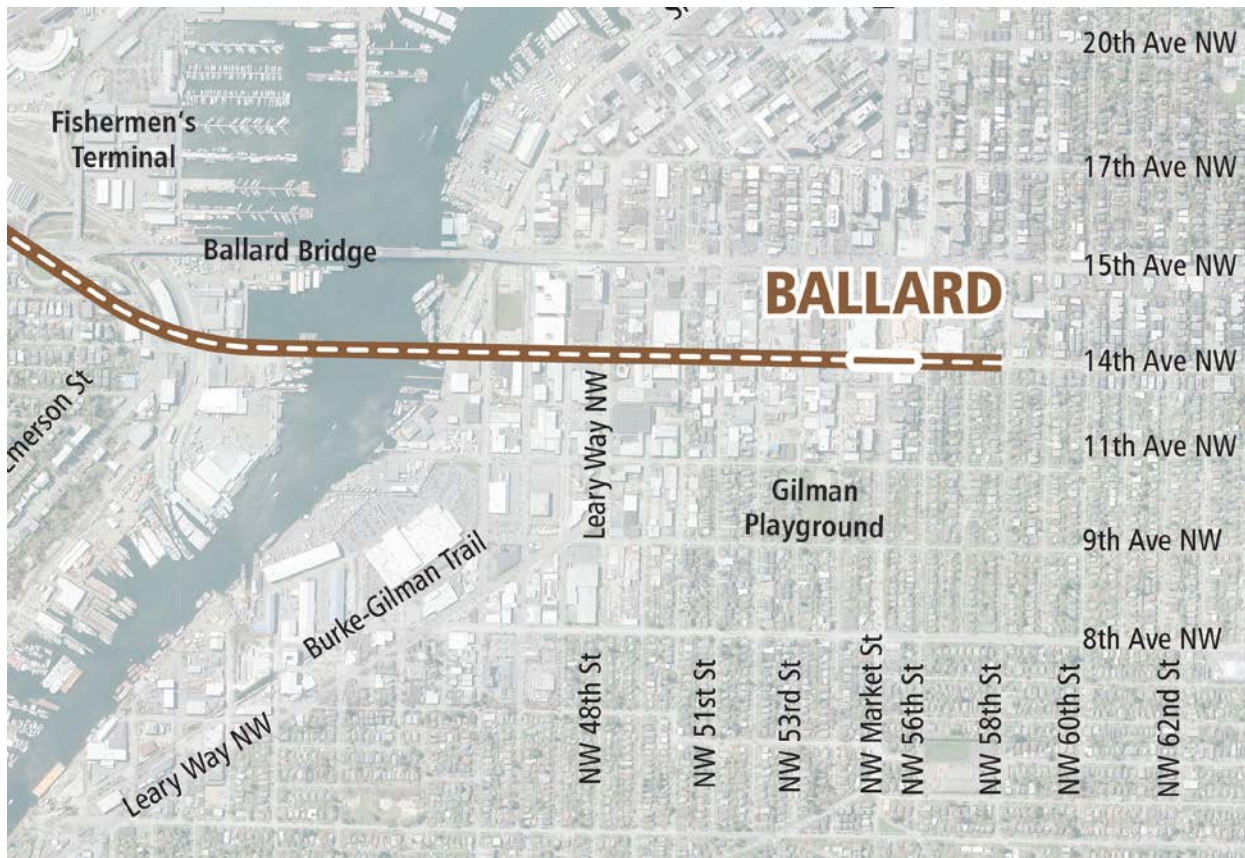 20th Ave NW
Fishermen's
Terminal
17th Ave NW
Ballard Bridge
15th Ave NW
BALLARD
14th Ave NW
Emerson St
Leary Way NW
11th Ave NW
Gilman
Playground
9th Ave NW
Burke-Gilman Trail
8th Ave NW
Leary Way NW
NW 48th St
NW 51st St
NW 53rd St
NW Market St
NW 56th St
NW 58th St
NW 60th St
NW 62nd St